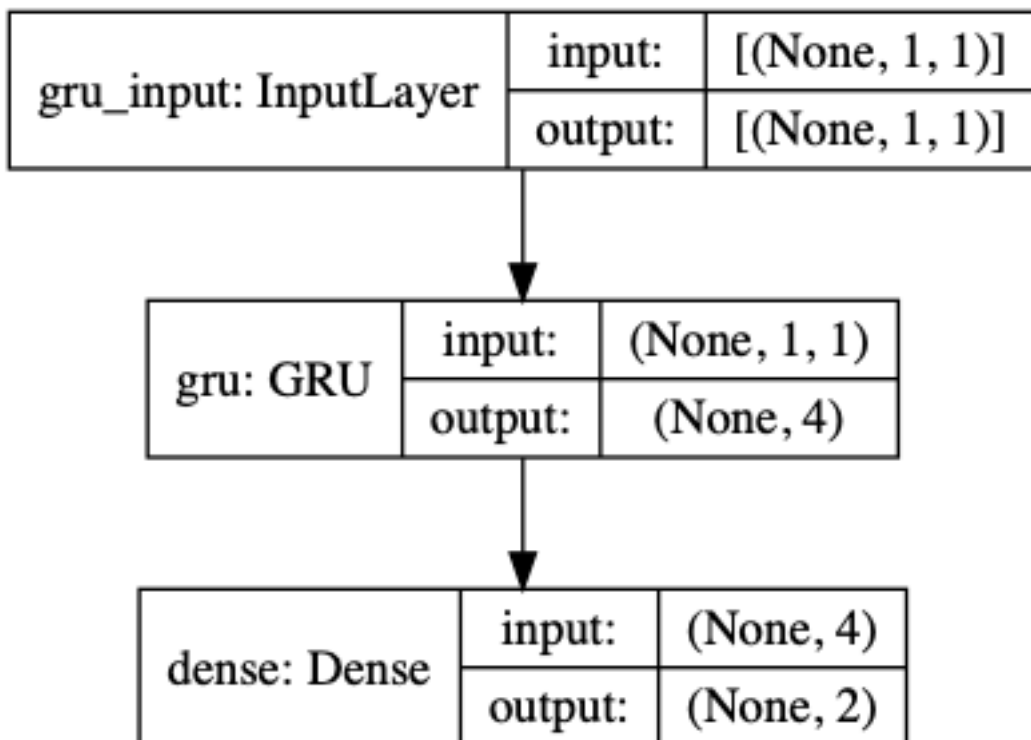 gru_input: InputLayer
input: [(None, 1, 1)]
output: [(None, 1, 1)]
gru: GRU
input: (None, 1, 1)
output: (None, 4)
dense: Dense
input: (None, 4)
output: (None, 2)